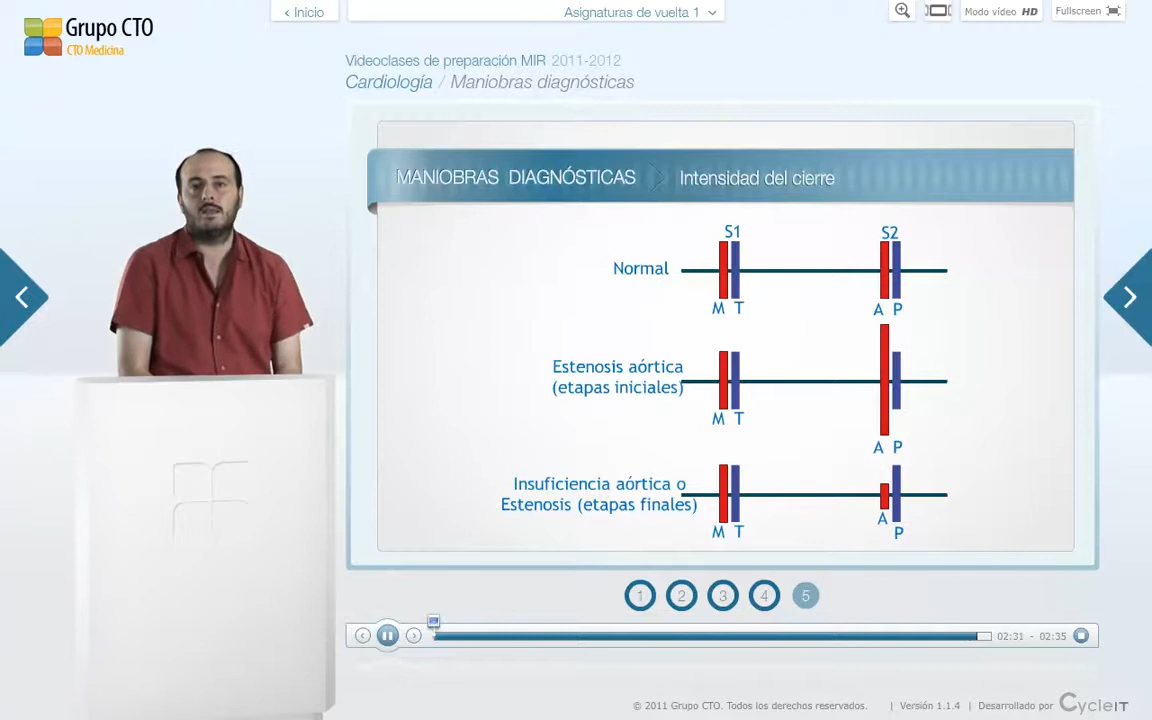 Grupo CTO
CTO Medicina
‹ Inicio
Asignaturas de vuelta 1
Modo vídeo HD
Fullscreen
Videoclases de preparación MIR 2011-2012
Cardiología / Maniobras diagnósticas
MANIOBRAS DIAGNÓSTICAS
Intensidad del cierre
S1
S2
Normal
M T
A P
Estenosis aórtica
(etapas iniciales)
M T
A P
Insuficiencia aórtica o
Estenosis (etapas finales)
M T
A
P
1 2 3 4 5
02:31 - 02:35
© 2011 Grupo CTO. Todos los derechos reservados. | Versión 1.1.4 | Desarrollado por CycleIT